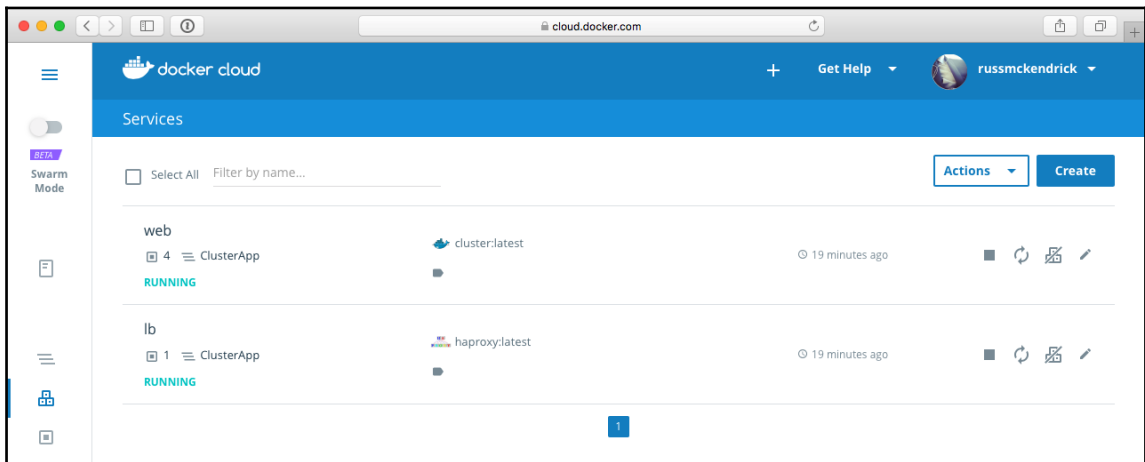 cloud.docker.com
docker cloud
+ Get Help russmckendrick
Services
BETA
Swarm
Mode
Select All Filter by name... Actions Create
web
cluster:latest
4 ClusterApp
19 minutes ago
RUNNING
lb
haproxy:latest
1 ClusterApp
19 minutes ago
RUNNING
1